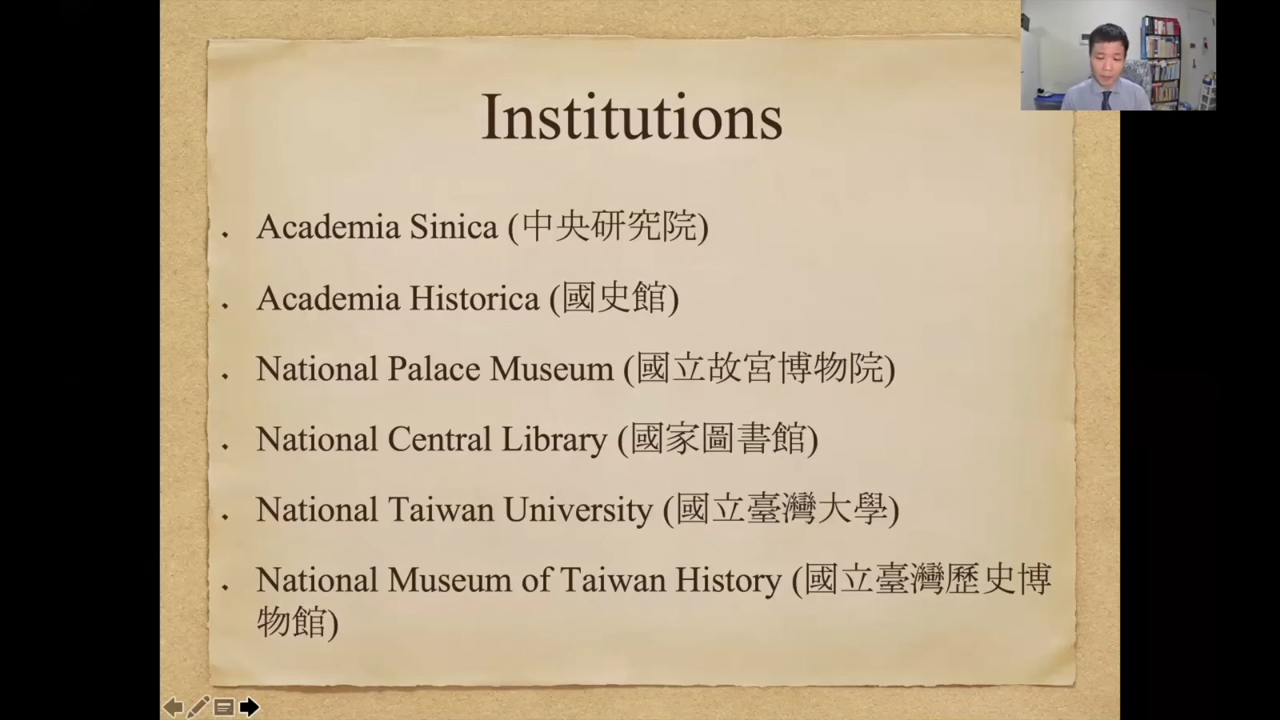 Institutions
Academia Sinica (中央研究院)
Academia Historica (國史館)
National Palace Museum (國立故宮博物院)
National Central Library (國家圖書館)
National Taiwan University (國立臺灣大學)
National Museum of Taiwan History (國立臺灣歷史博
物館)